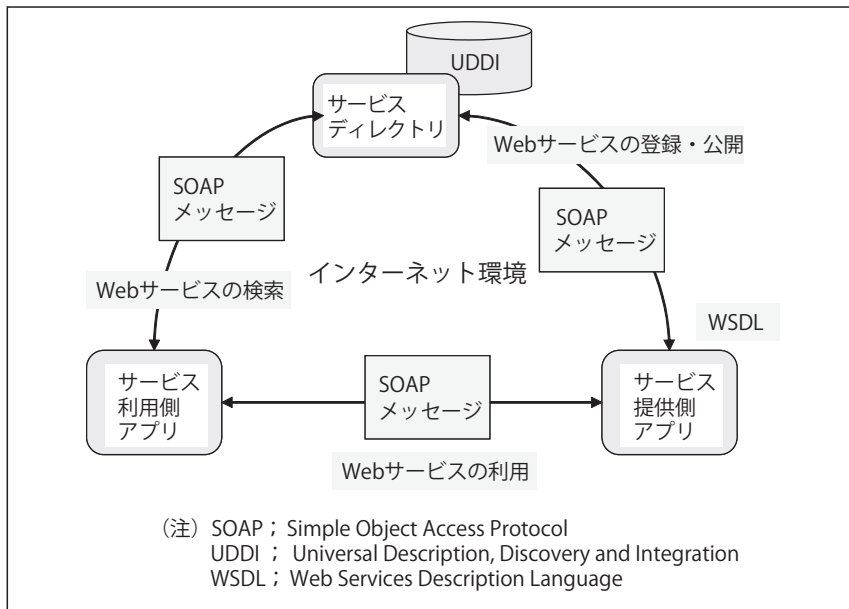 UDDI
サービス
ディレクトリ
Webサービスの登録・公開
SOAP
メッセージ
SOAP
メッセージ
インターネット環境
Webサービスの検索
WSDL
サービス
利用側
アプリ
SOAP
メッセージ
サービス
提供側
アプリ
Webサービスの利用
（注）SOAP； Simple Object Access Protocol
UDDI ； Universal Description, Discovery and Integration
WSDL； Web Services Description Language